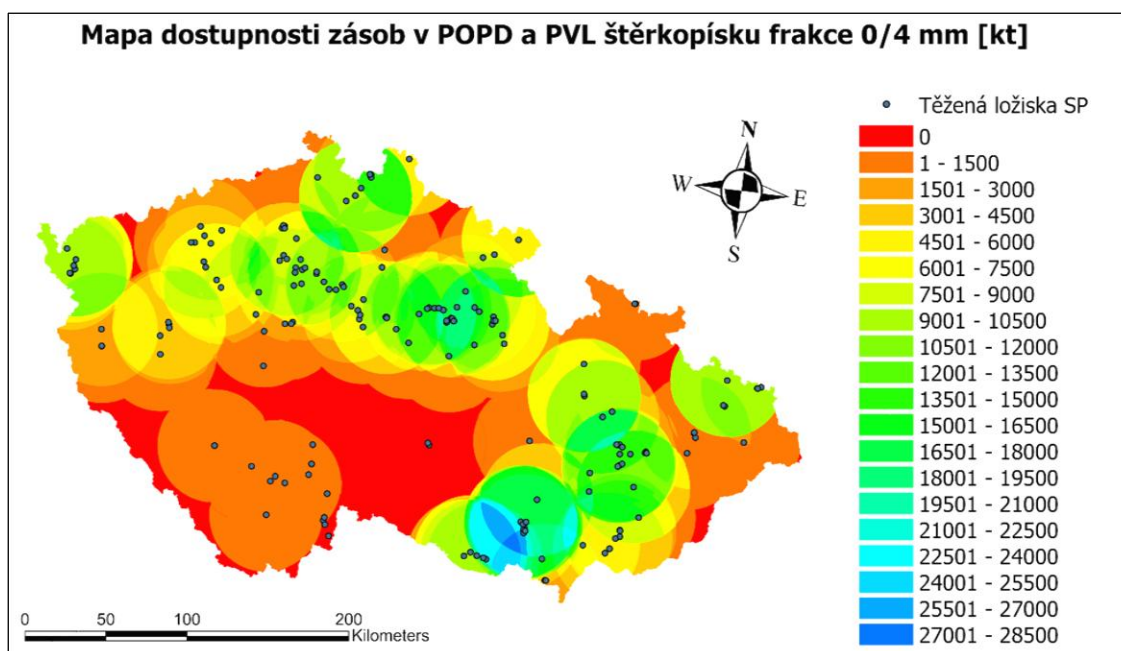 Mapa dostupnosti zásob v POPD a PVL štěrkopísku frakce 0/4 mm [kt]
Těžená ložiska SP
0
1 - 1500
1501 - 3000
3001 - 4500
4501 - 6000
6001 - 7500
7501 - 9000
9001 - 10500
10501 - 12000
12001 - 13500
13501 - 15000
15001 - 16500
16501 - 18000
18001 - 19500
19501 - 21000
21001 - 22500
22501 - 24000
24001 - 25500
25501 - 27000
27001 - 28500
N
W
E
S
0 50 100 200
Kilometers